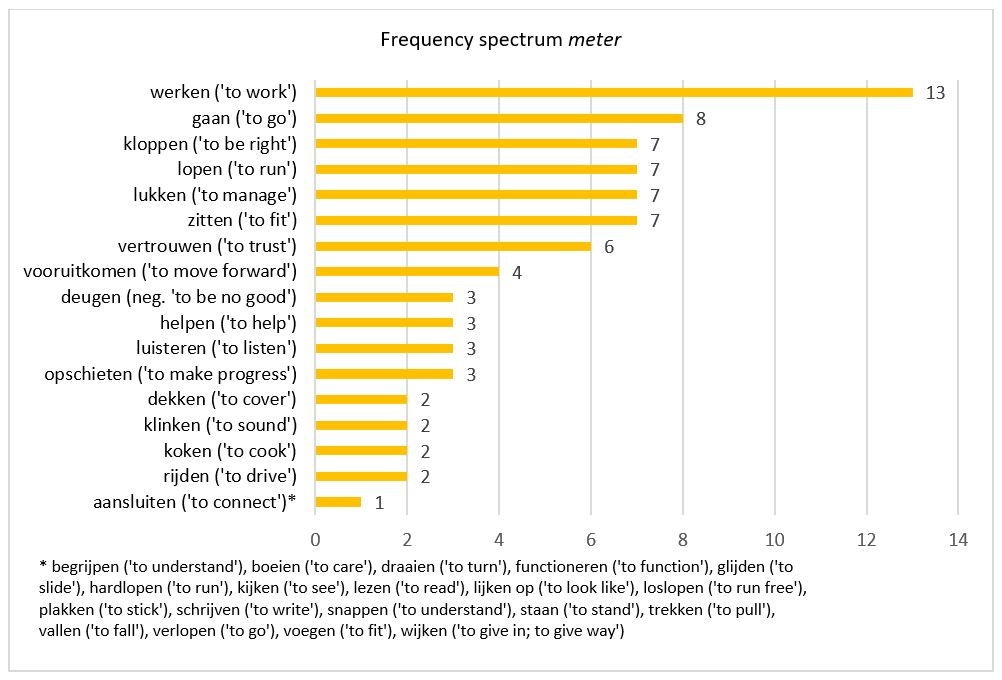 Frequency spectrum meter
werken ('to work') 13
gaan ('to go') 8
kloppen ('to be right') 7
lopen ('to run') 7
lukken ('to manage') 7
zitten ('to fit') 7
vertrouwen ('to trust') 6
vooruitkomen ('to move forward') 4
deugen (neg. 'to be no good') 3
helpen ('to help') 3
luisteren ('to listen') 3
opschieten ('to make progress') 3
dekken ('to cover') 2
klinken ('to sound') 2
koken ('to cook') 2
rijden ('to drive') 2
aansluiten ('to connect')* 1
0 2 4 6 8 10 12 14
* begrijpen ('to understand'), boeien ('to care'), draaien ('to turn'), functioneren ('to function'), glijden ('to
slide'), hardlopen ('to run'), kijken ('to see'), lezen ('to read'), lijken op ('to look like'), loslopen ('to run free'),
plakken ('to stick'), schrijven ('to write'), snappen ('to understand'), staan ('to stand'), trekken ('to pull'),
vallen ('to fall'), verlopen ('to go'), voegen ('to fit'), wijken ('to give in; to give way')